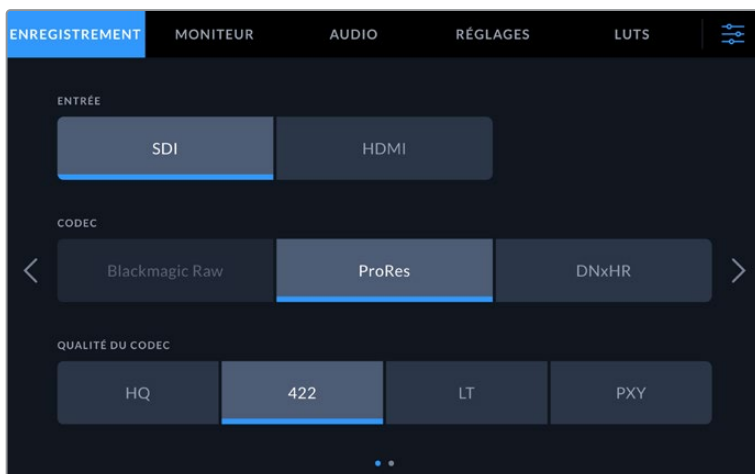 ENREGISTREMENT MONITEUR AUDIO RÉGLAGES LUTS
ENTRÉE
SDI HDMI
CODEC
Blackmagic Raw ProRes DNxHR
QUALITÉ DU CODEC
HQ 422 LT PXY